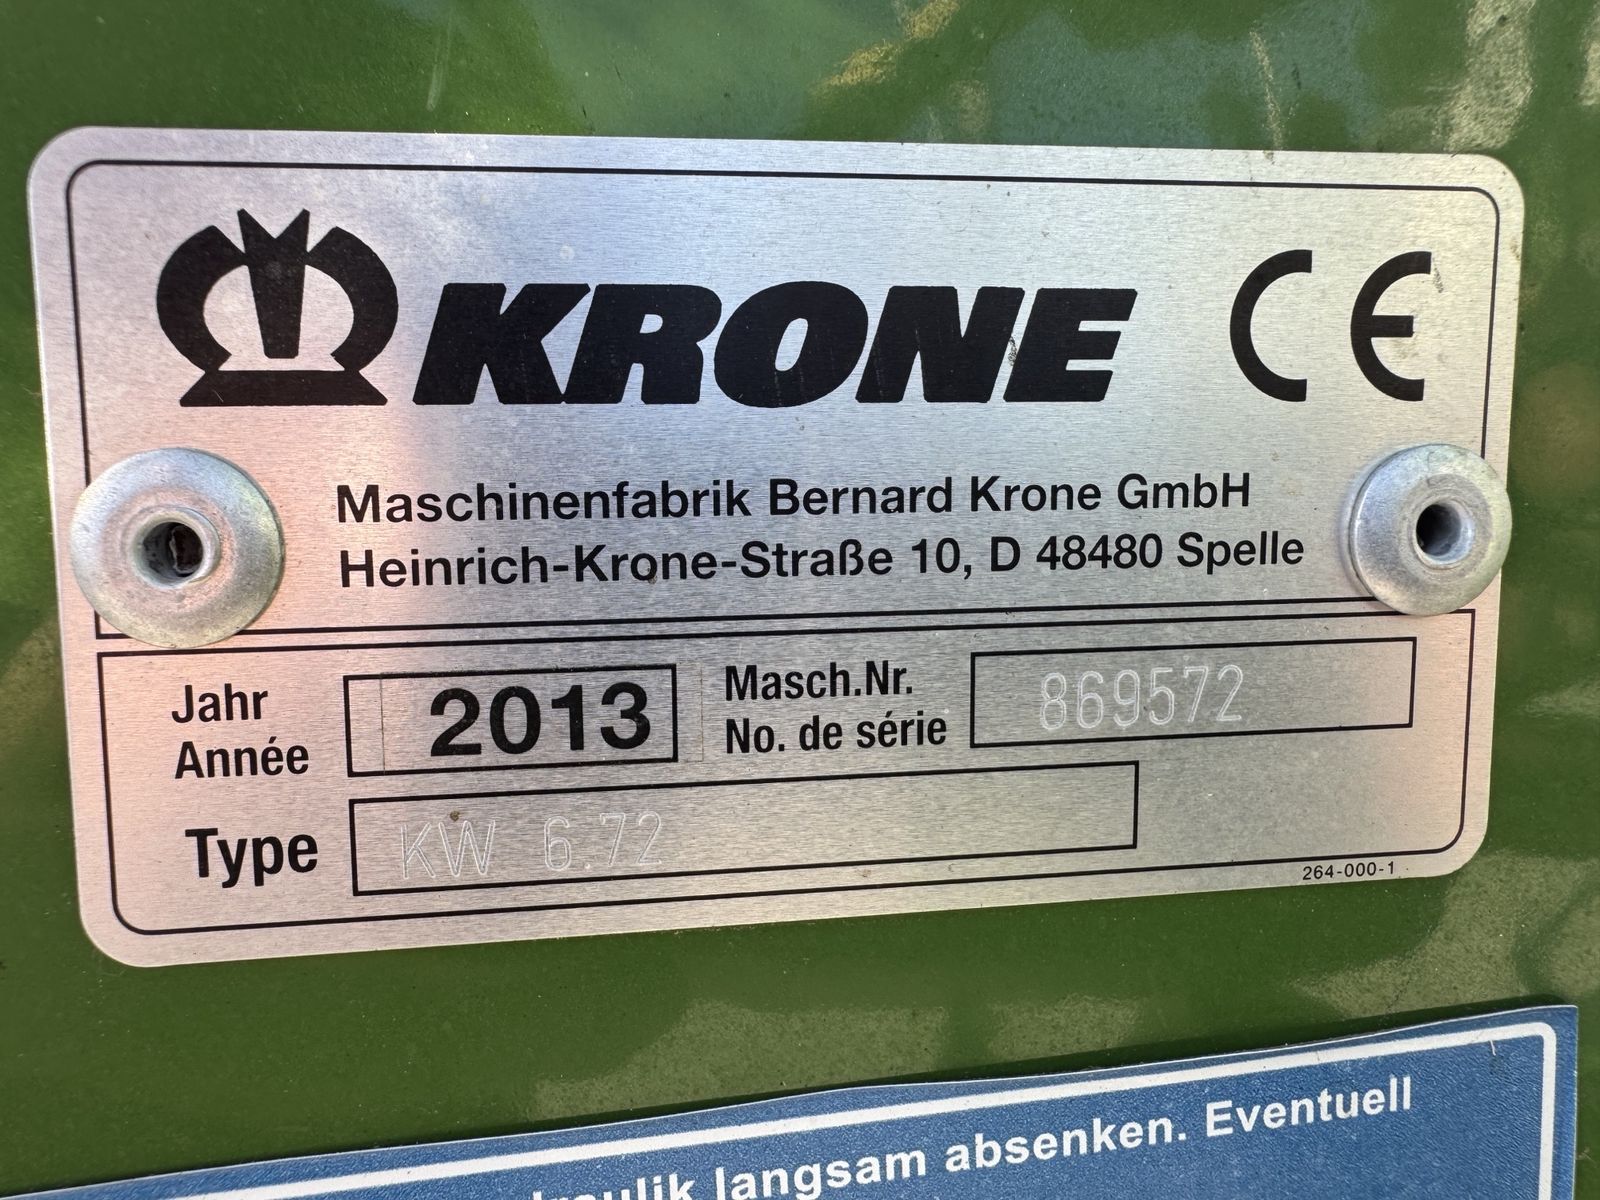 KRONE CE
Maschinenfabrik Bernard Krone GmbH
Heinrich-Krone-Straße 10, D 48480 Spelle
Jahr
Année
2013
Masch.Nr.
No. de série
869572
Type
KW 6.72
264-000-1
langsam absenken. Eventuell